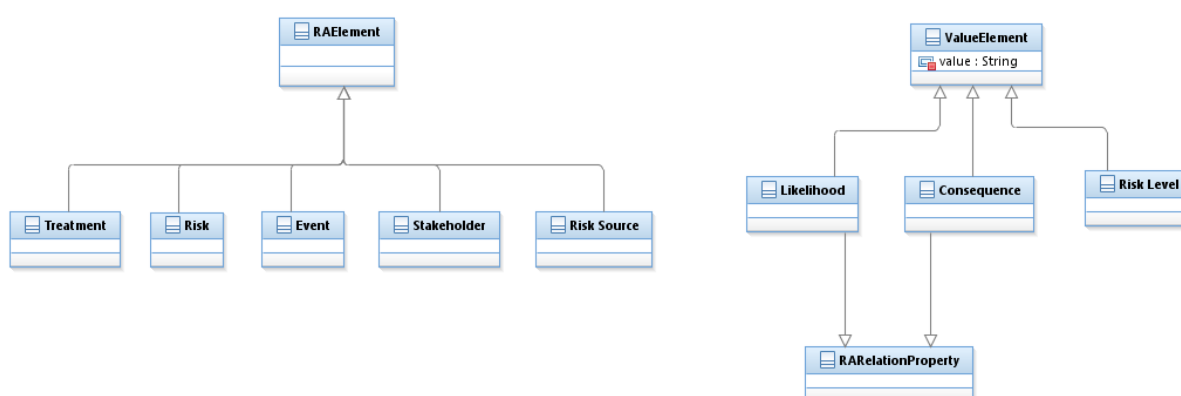 RAElement
ValueElement
value : String
Likelihood
Consequence
Risk Level
Treatment
Risk
Event
Stakeholder
Risk Source
RARelationProperty